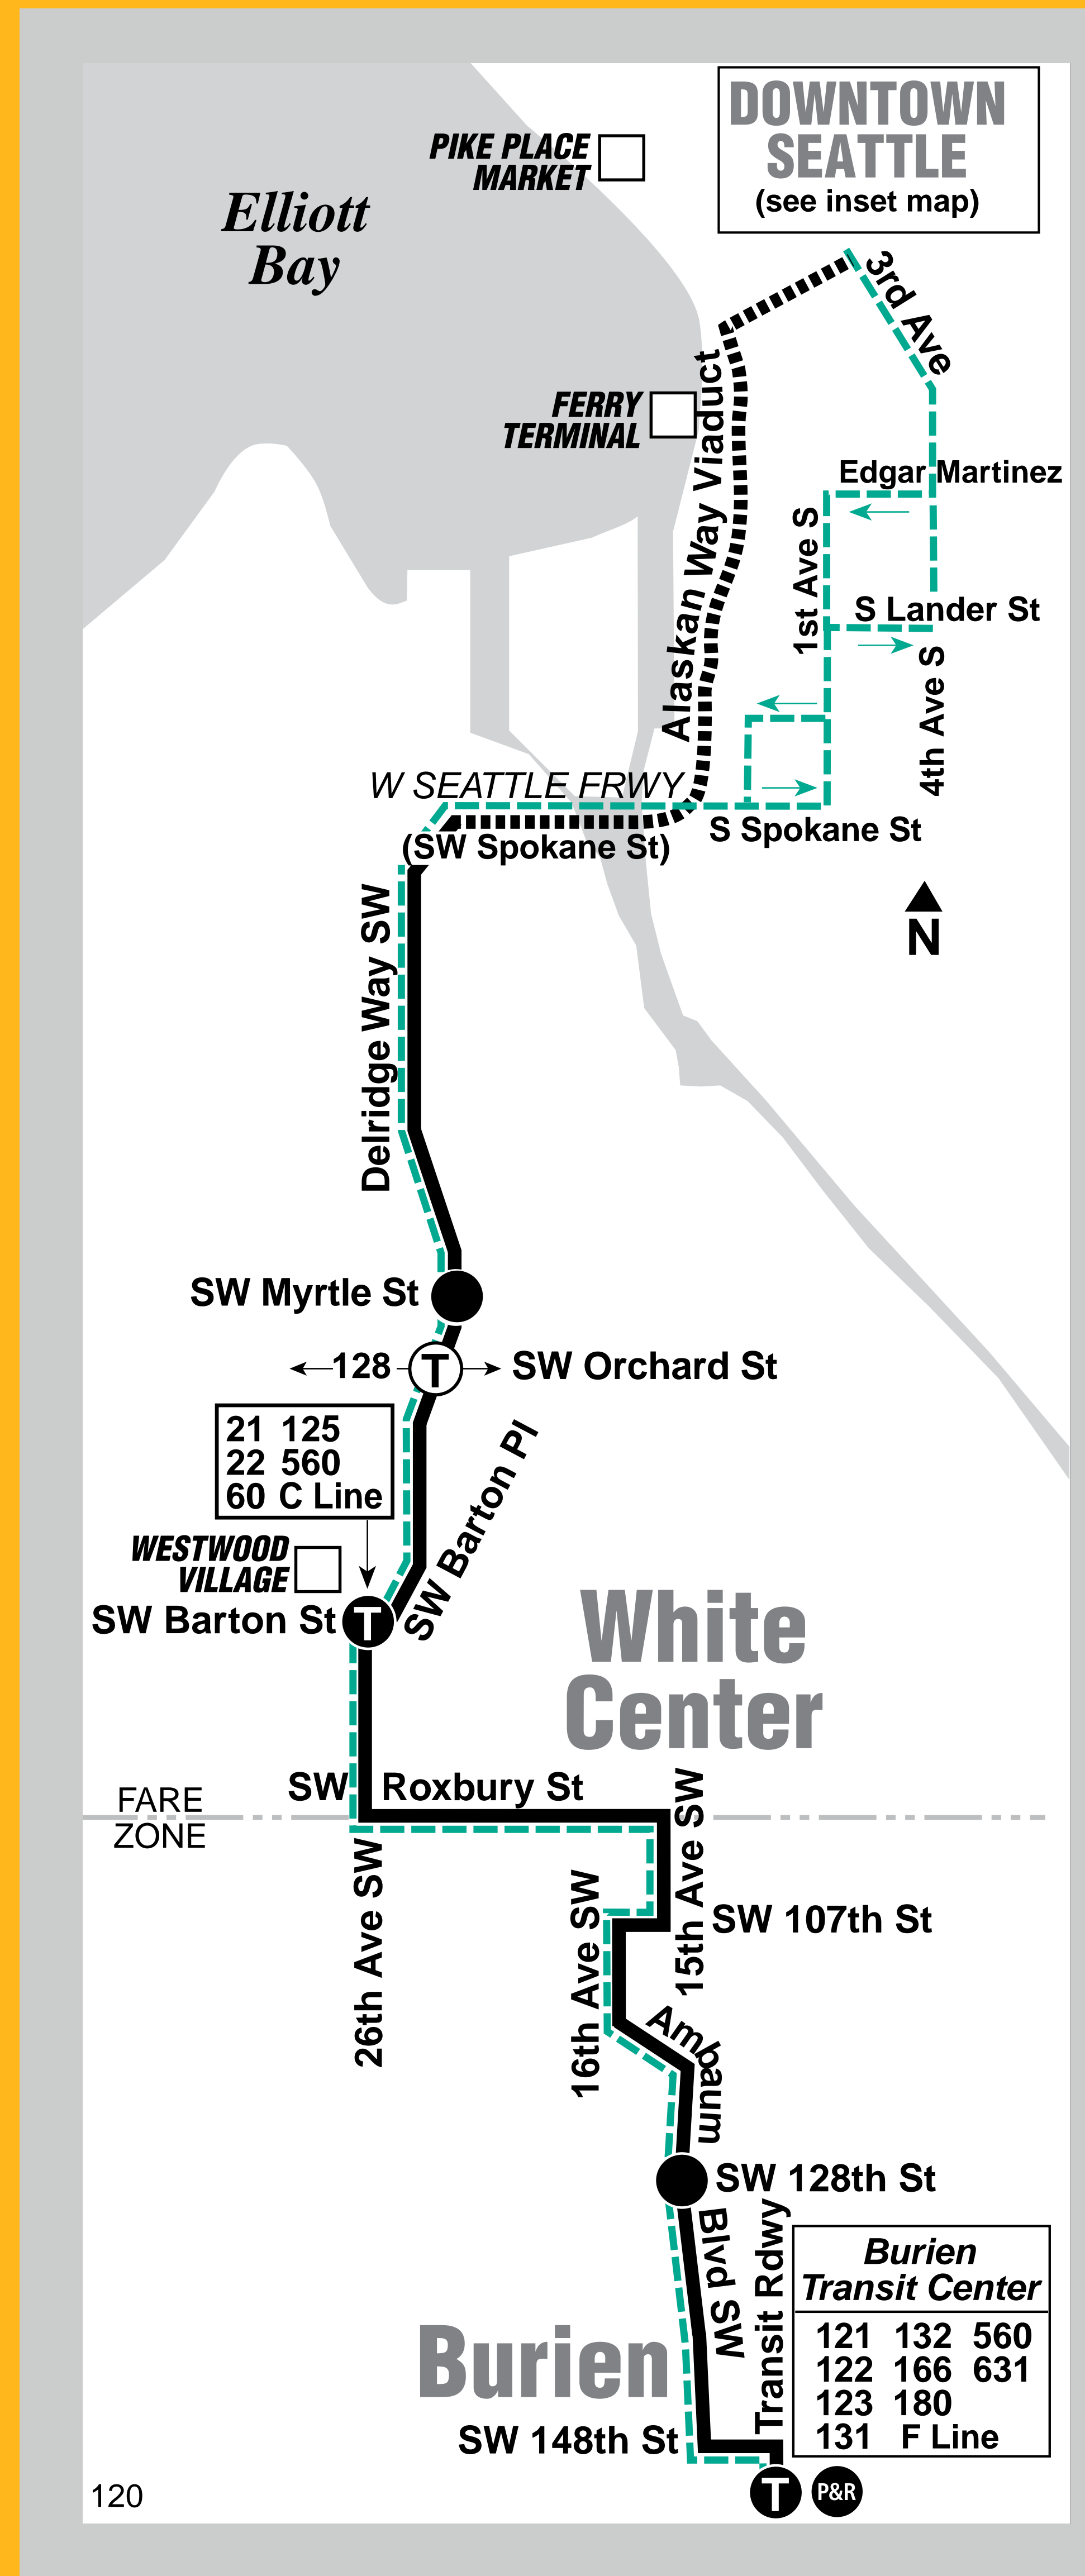 DOWNTOWN
SEATTLE
(see inset map)
PIKE PLACE
MARKET
Elliott
Bay
3rd Ave
FERRY
TERMINAL
Alaskan Way Viaduct
Edgar Martinez
1st Ave S
S Lander St
4th Ave S
W SEATTLE FRWY
(SW Spokane St)
S Spokane St
N
Delridge Way SW
SW Myrtle St
128
T
SW Orchard St
21 125
22 560
60 C Line
SW Barton Pl
WESTWOOD
VILLAGE
SW Barton St
T
White
Center
SW Roxbury St
FARE
ZONE
26th Ave SW
15th Ave SW
16th Ave SW
SW 107th St
Ambaum
SW 128th St
Blvd SW
Transit Rdwy
Burien
Transit Center
121 132 560
122 166 631
123 180
131 F Line
Burien
SW 148th St
T
P&R
120